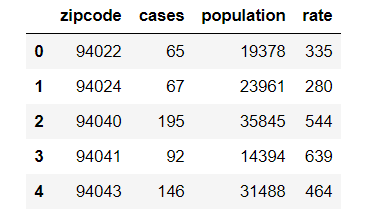 zipcode cases population rate
0 94022 65 19378 335
1 94024 67 23961 280
2 94040 195 35845 544
3 94041 92 14394 639
4 94043 146 31488 464